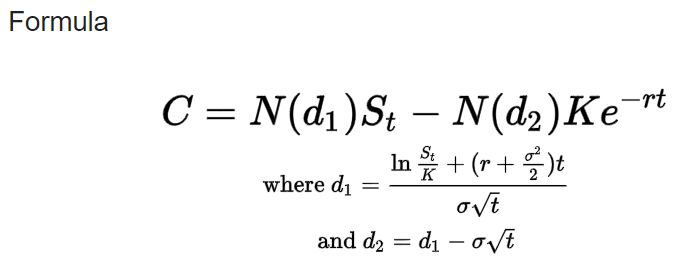 Formula
C = N(d₁)Sₜ − N(d₂)Ke⁻ʳᵗ
where d₁ = (ln Sₜ/K + (r + σ²/2)t) / (σ√t)
and d₂ = d₁ − σ√t